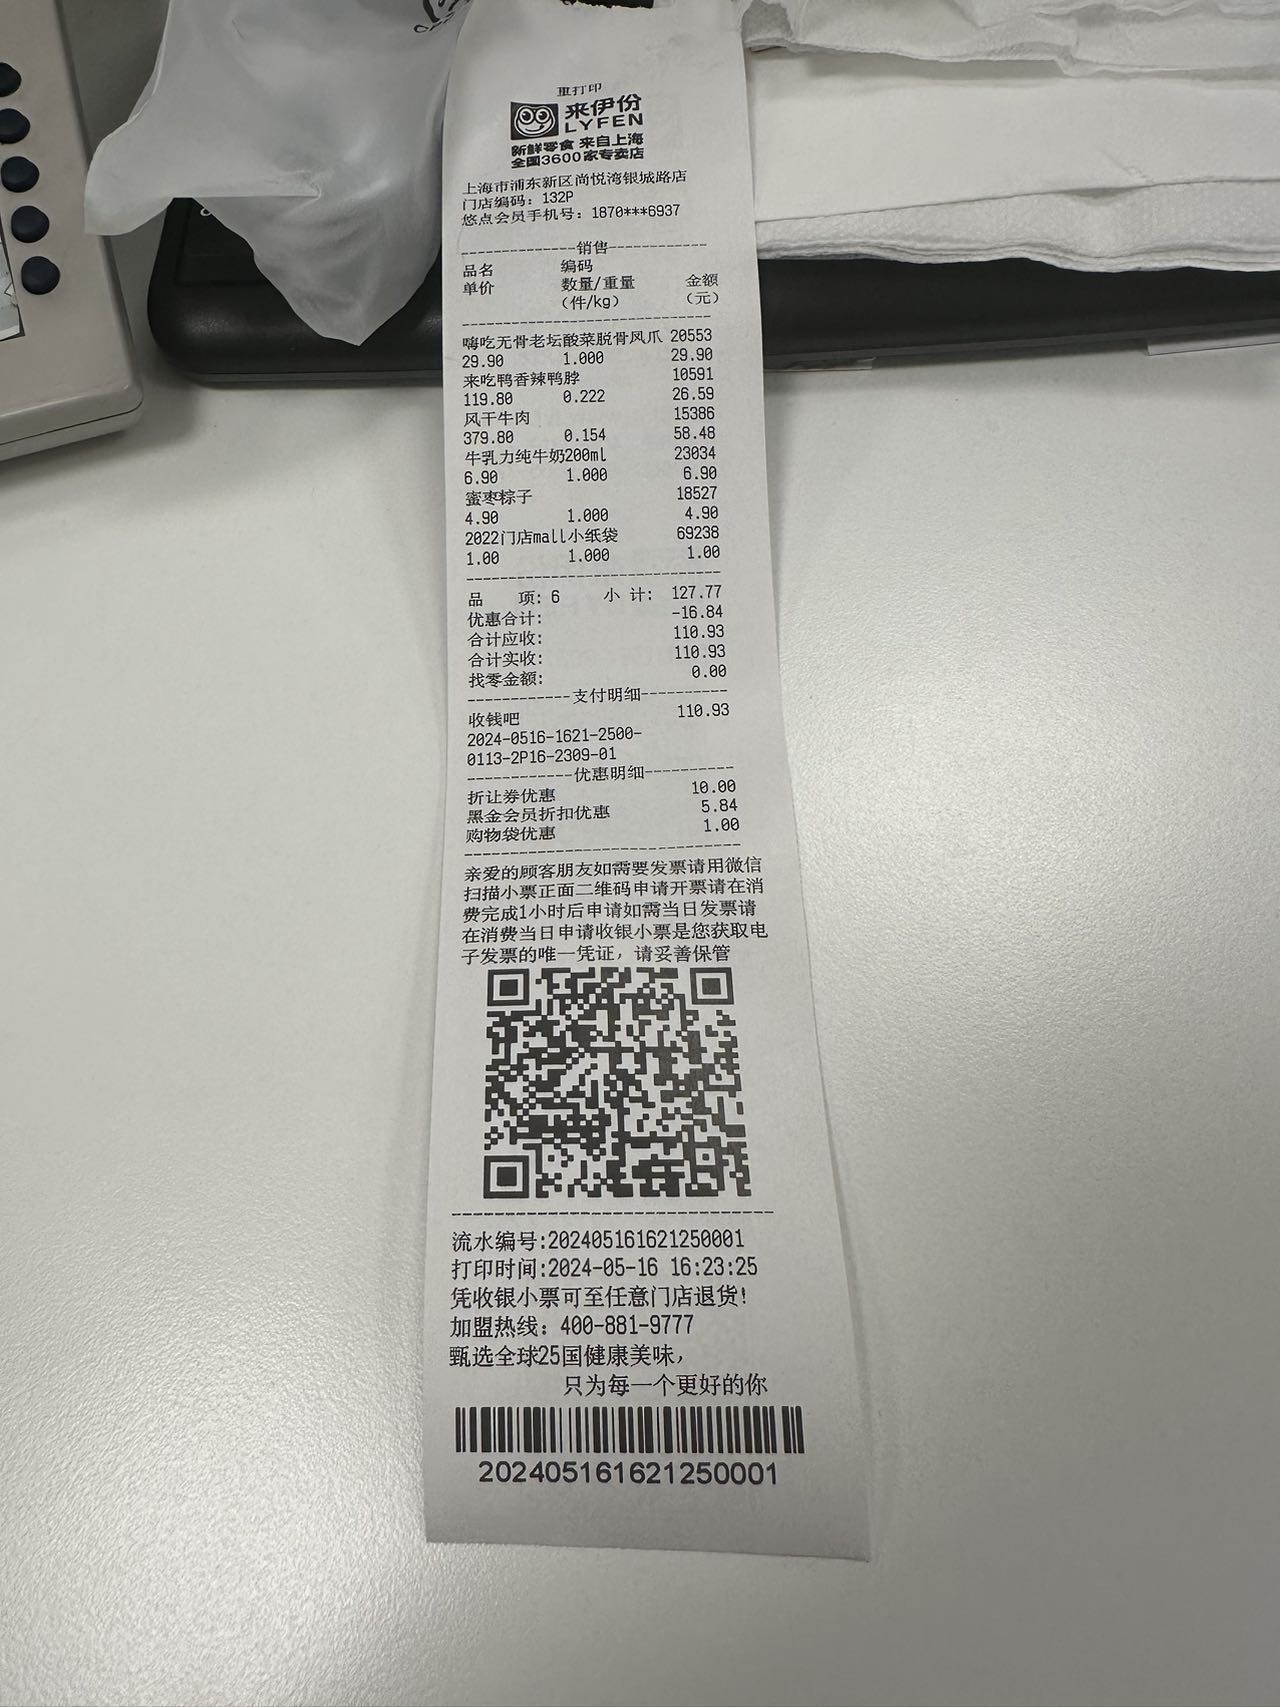 重打印
来伊份
LYFEN
新鲜零食 来自上海
全国3600家专卖店
上海市浦东新区尚悦湾银城路店
门店编码：132P
悠点会员手机号：1870***6937
------------销售------------
品名 编码
单价 数量/重量 金额
（件/kg） （元）
嗨吃无骨老坛酸菜脱骨凤爪 20553
29.90 1.000 29.90
来吃鸭香辣鸭脖 10591
119.80 0.222 26.59
风干牛肉 15386
379.80 0.154 58.48
牛乳力纯牛奶200ml 23034
6.90 1.000 6.90
蜜枣粽子 18527
4.90 1.000 4.90
2022门店mall小纸袋 69238
1.00 1.000 1.00
品 项: 6 小 计: 127.77
优惠合计: -16.84
合计应收: 110.93
合计实收: 110.93
找零金额: 0.00
------------支付明细----------
收钱吧 110.93
2024-0516-1621-2500-
0113-2P16-2309-01
------------优惠明细----------
折让券优惠 10.00
黑金会员折扣优惠 5.84
购物袋优惠 1.00
亲爱的顾客朋友如需要发票请用微信
扫描小票正面二维码申请开票请在消
费完成1小时后申请如需当日发票请
在消费当日申请收银小票是您获取电
子发票的唯一凭证，请妥善保管
流水编号:202405161621250001
打印时间:2024-05-16 16:23:25
凭收银小票可至任意门店退货!
加盟热线：400-881-9777
甄选全球25国健康美味，
只为每一个更好的你
202405161621250001